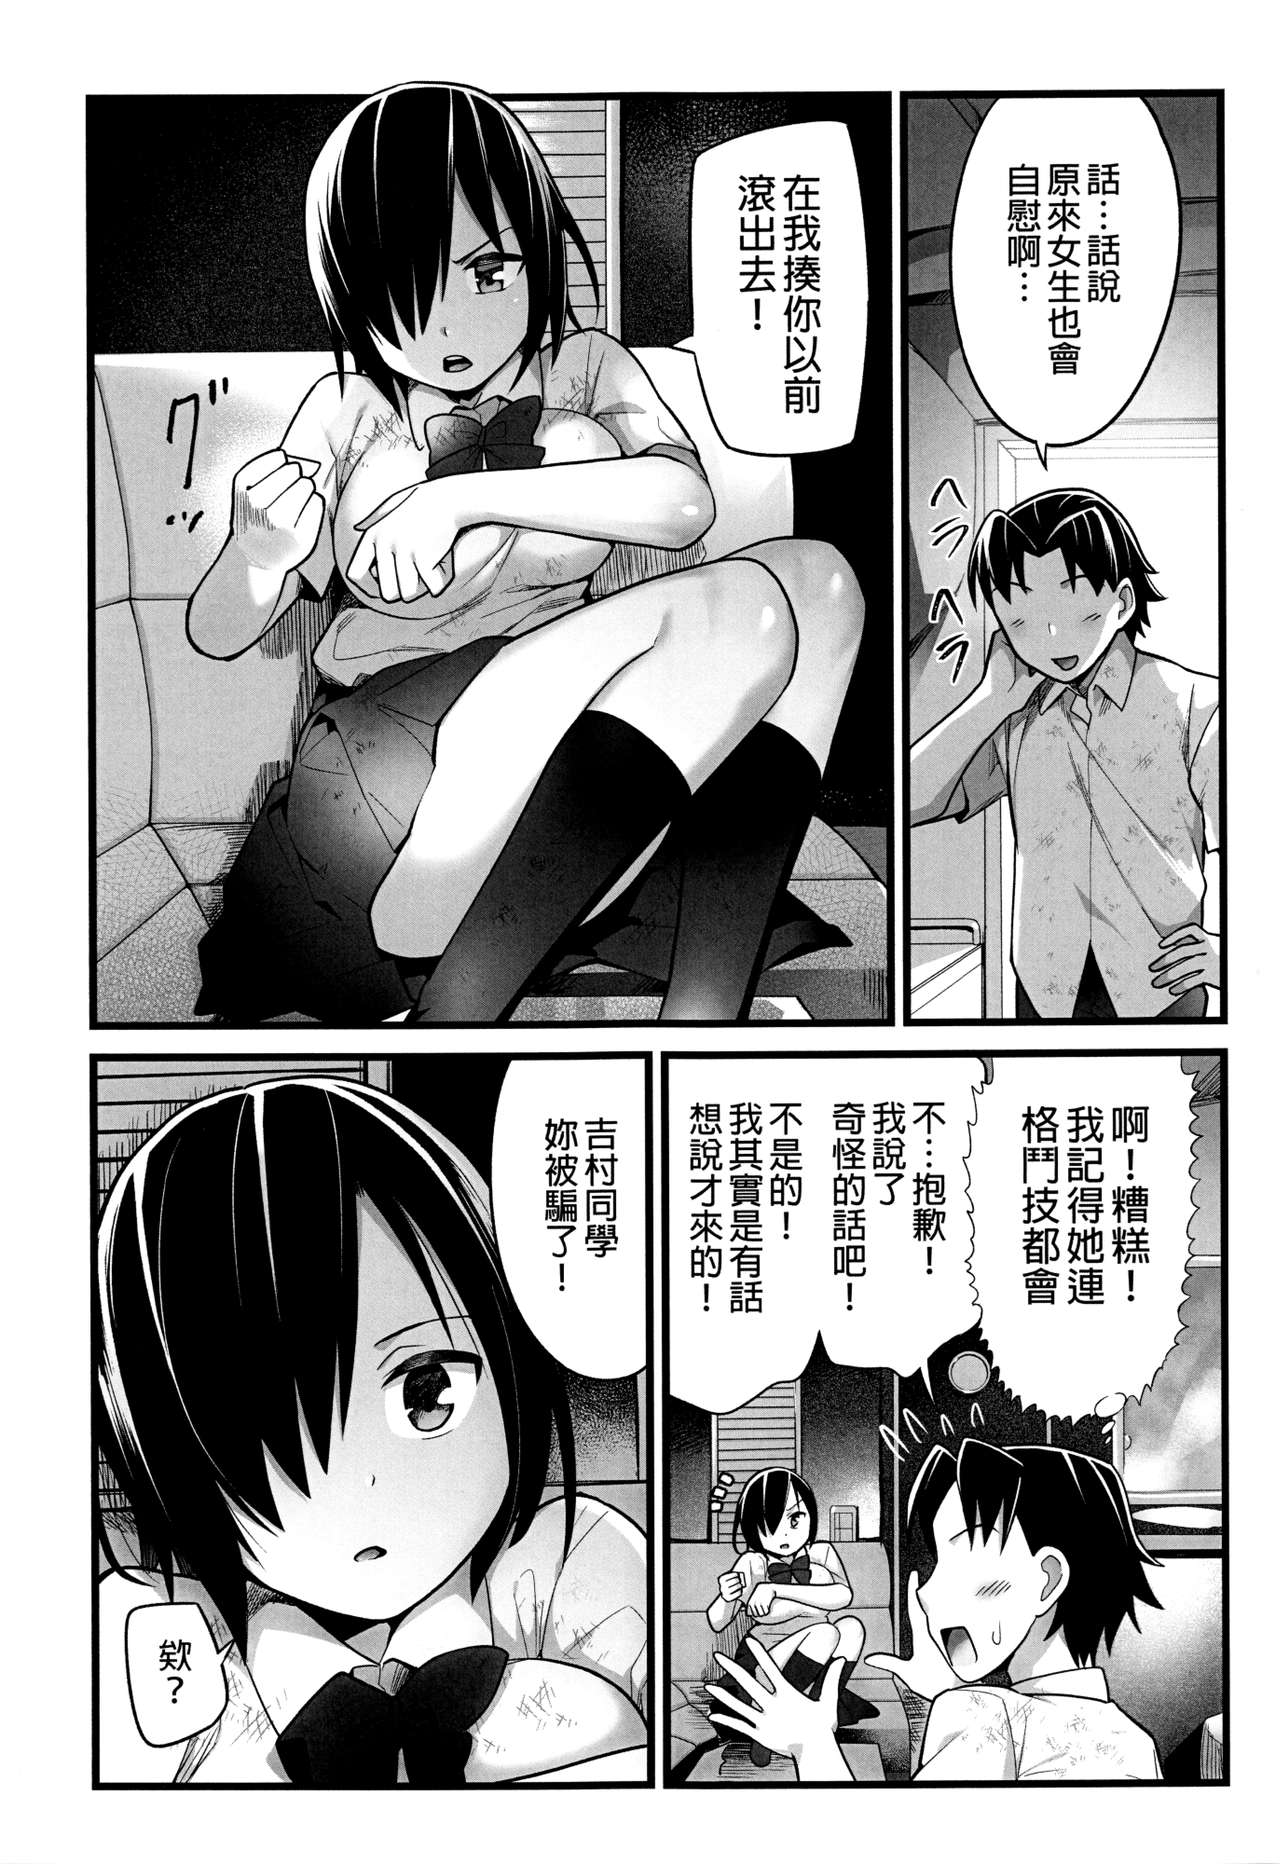 話…話說
原來女生也會
自慰啊…
ヘラ
ヘラ
在我揍你以前
滾出去！
グッ
啊！糟糕！
我記得她連
格鬥技都會
不…抱歉！
我說了
奇怪的話吧！
不是的！
我其實是有話
想說才來的！
吉村同學
妳被騙了！
欸？